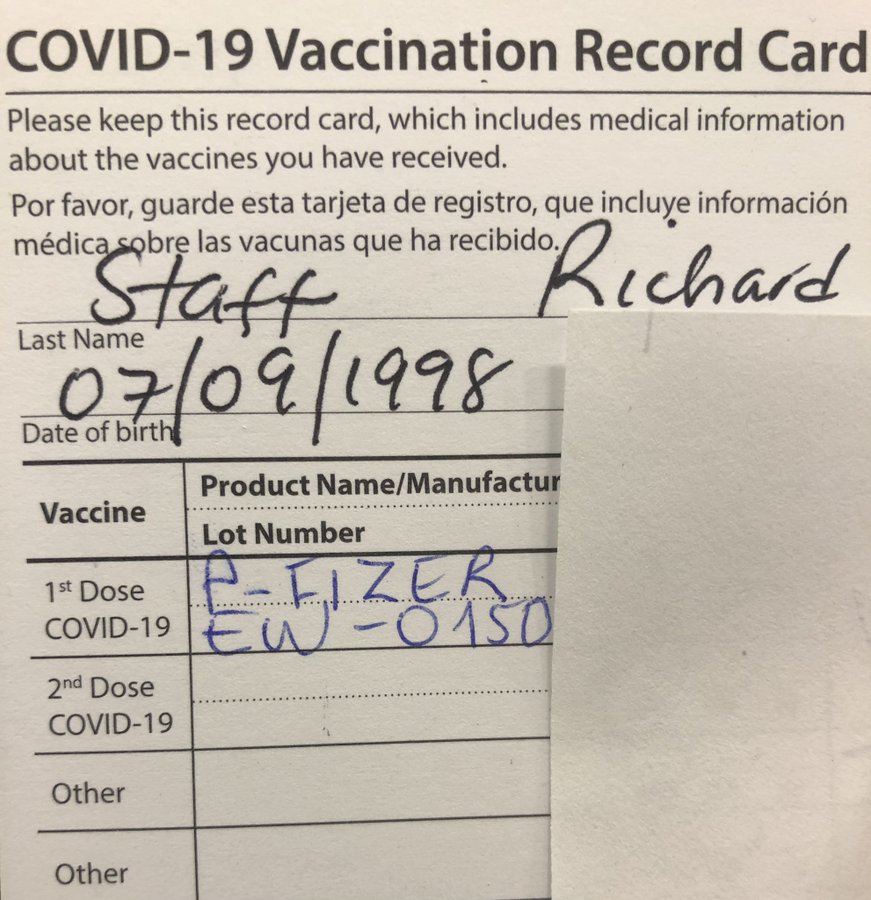 COVID-19 Vaccination Record Card
Please keep this record card, which includes medical information
about the vaccines you have received.
Por favor, guarde esta tarjeta de registro, que incluye información
médica sobre las vacunas que ha recibido.
Staff Richard
Last Name
07/09/1998
Date of birth
Vaccine
Product Name/Manufactur
Lot Number
1st Dose
COVID-19
P-FIZER
EW-0150
2nd Dose
COVID-19
Other
Other